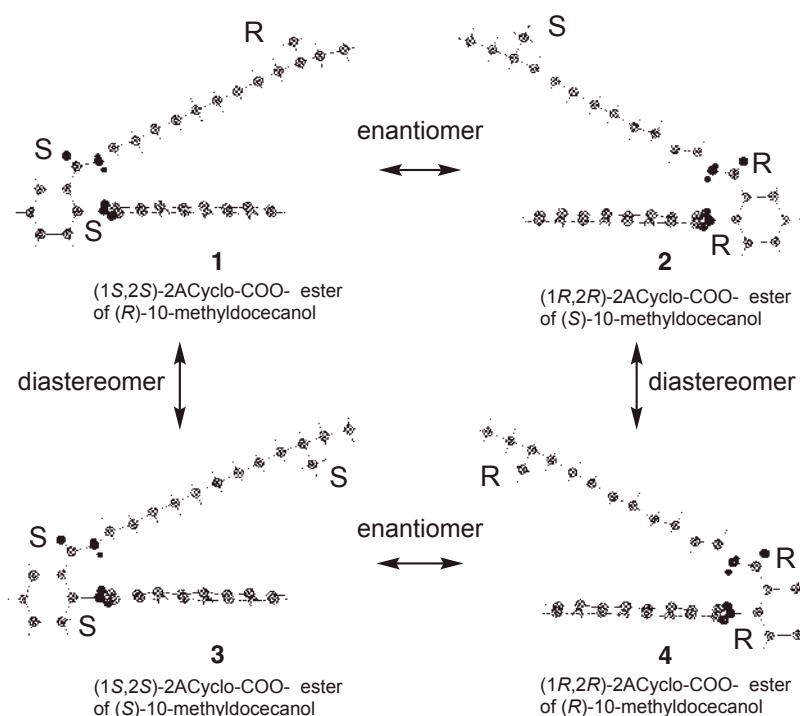 R
S
enantiomer
S
R
S
R
1
2
(1S,2S)-2ACyclo-COO- ester
of (R)-10-methyldocecanol
(1R,2R)-2ACyclo-COO- ester
of (S)-10-methyldocecanol
diastereomer
diastereomer
S
R
enantiomer
S
R
S
R
3
4
(1S,2S)-2ACyclo-COO- ester
of (S)-10-methyldocecanol
(1R,2R)-2ACyclo-COO- ester
of (R)-10-methyldocecanol